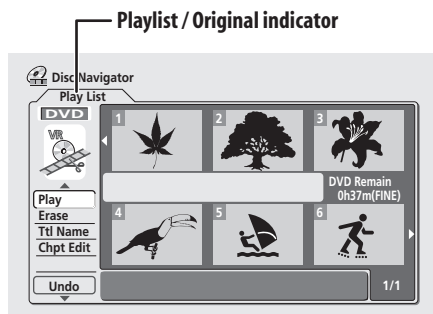 Playlist / Original indicator
Disc Navigator
Play List
DVD
VR
1
2
3
Play
Erase
Ttl Name
Chpt Edit
DVD Remain
0h37m(FINE)
4
5
6
Undo
1/1